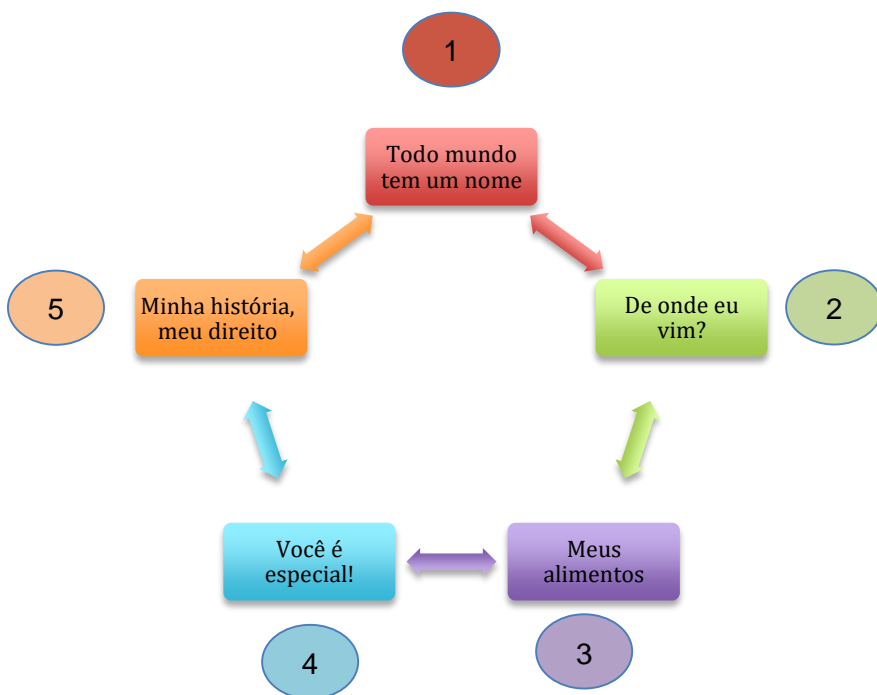 1
Todo mundo
tem um nome
5
Minha história,
meu direito
De onde eu
vim?
2
Você é
especial!
Meus
alimentos
4
3